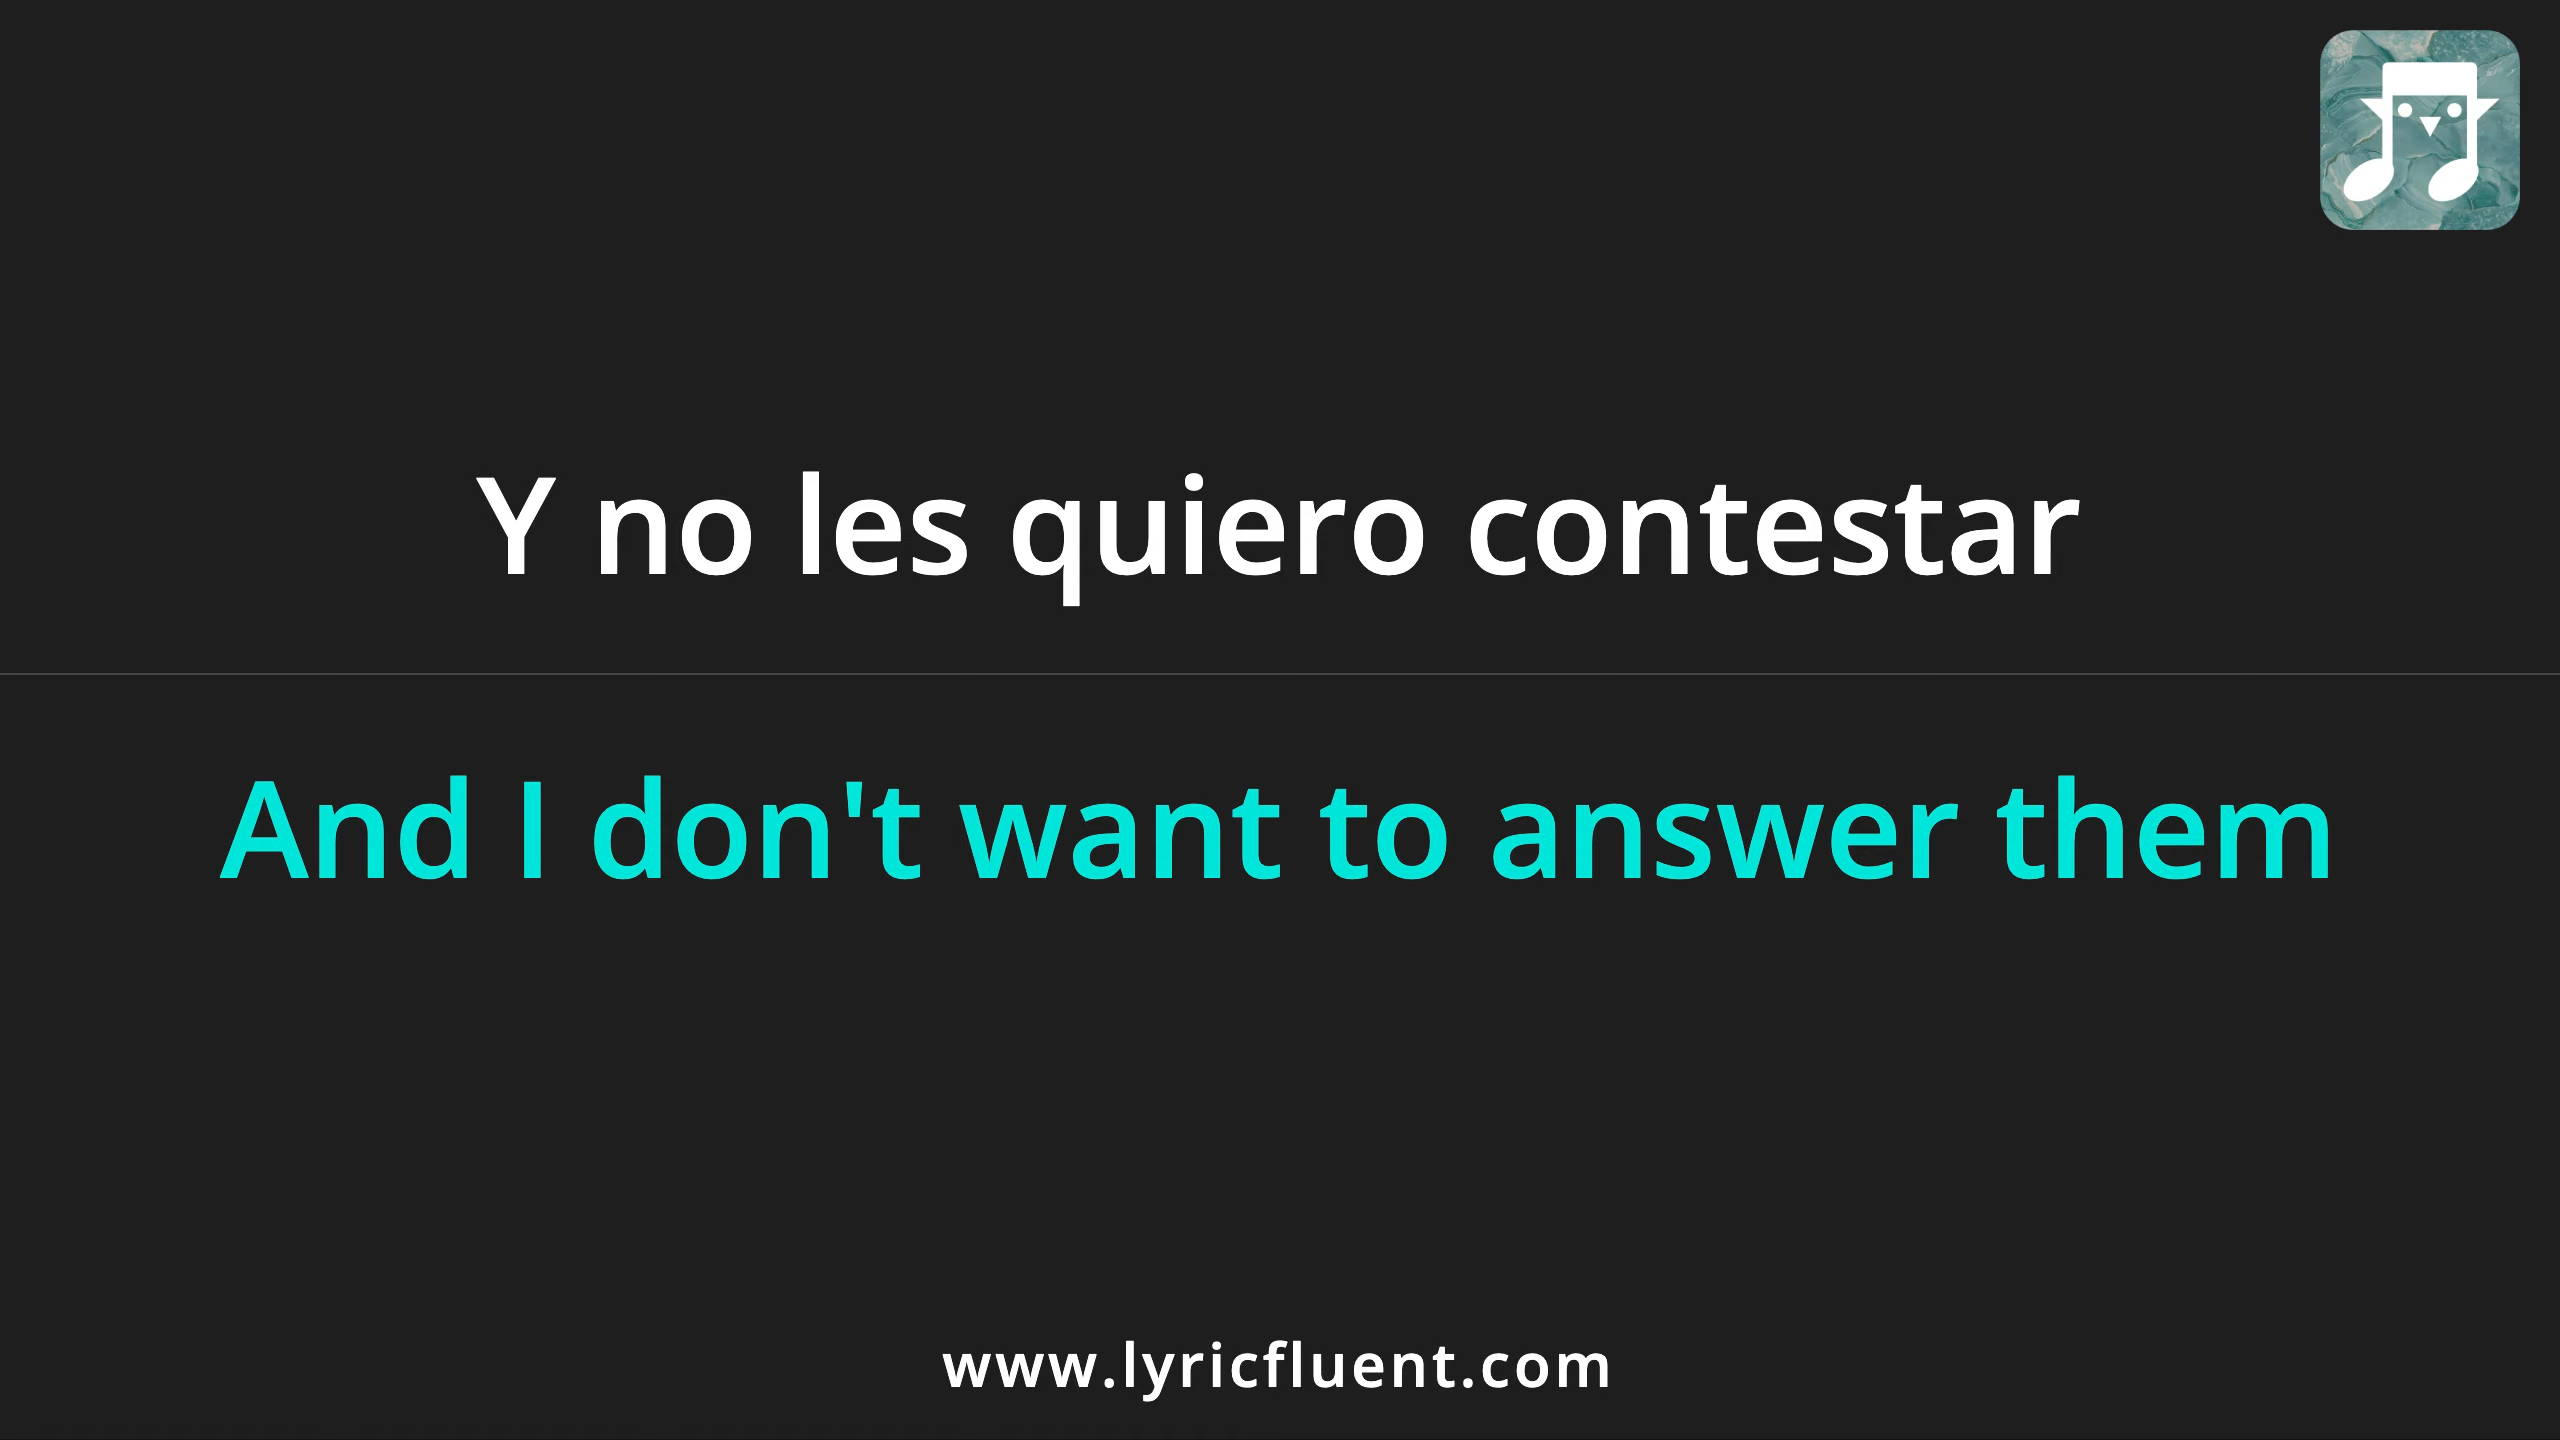 Y no les quiero contestar
And I don't want to answer them
www.lyricfluent.com